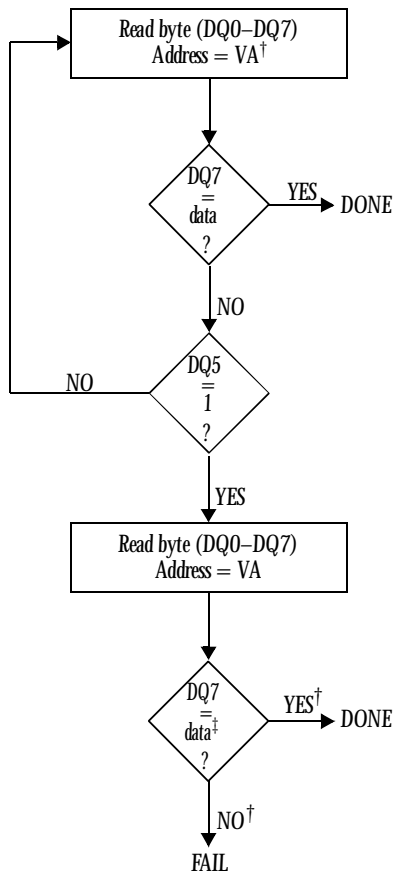 Read byte (DQ0–DQ7)
Address = VA†
DQ7
=
data
?
YES
DONE
NO
DQ5
=
1
?
NO
YES
Read byte (DQ0–DQ7)
Address = VA
DQ7
=
data‡
?
YES†
DONE
NO†
FAIL